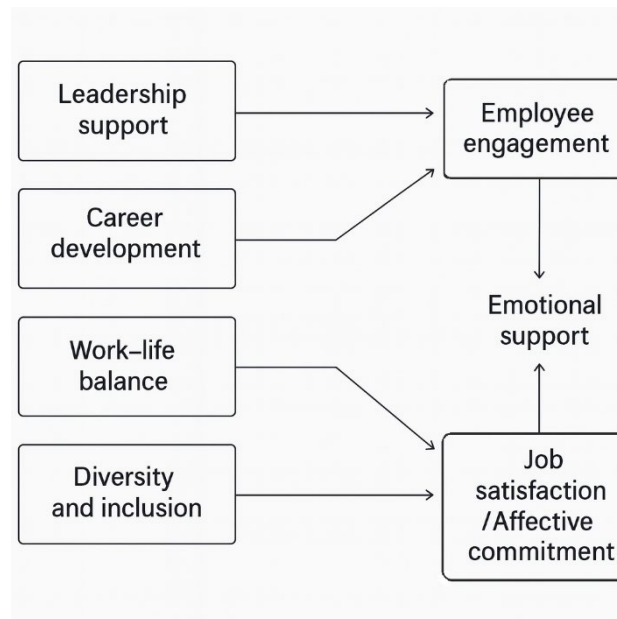 Leadership
support
Employee
engagement
Career
development
Work–life
balance
Emotional
support
Diversity
and inclusion
Job
satisfaction
/Affective
commitment